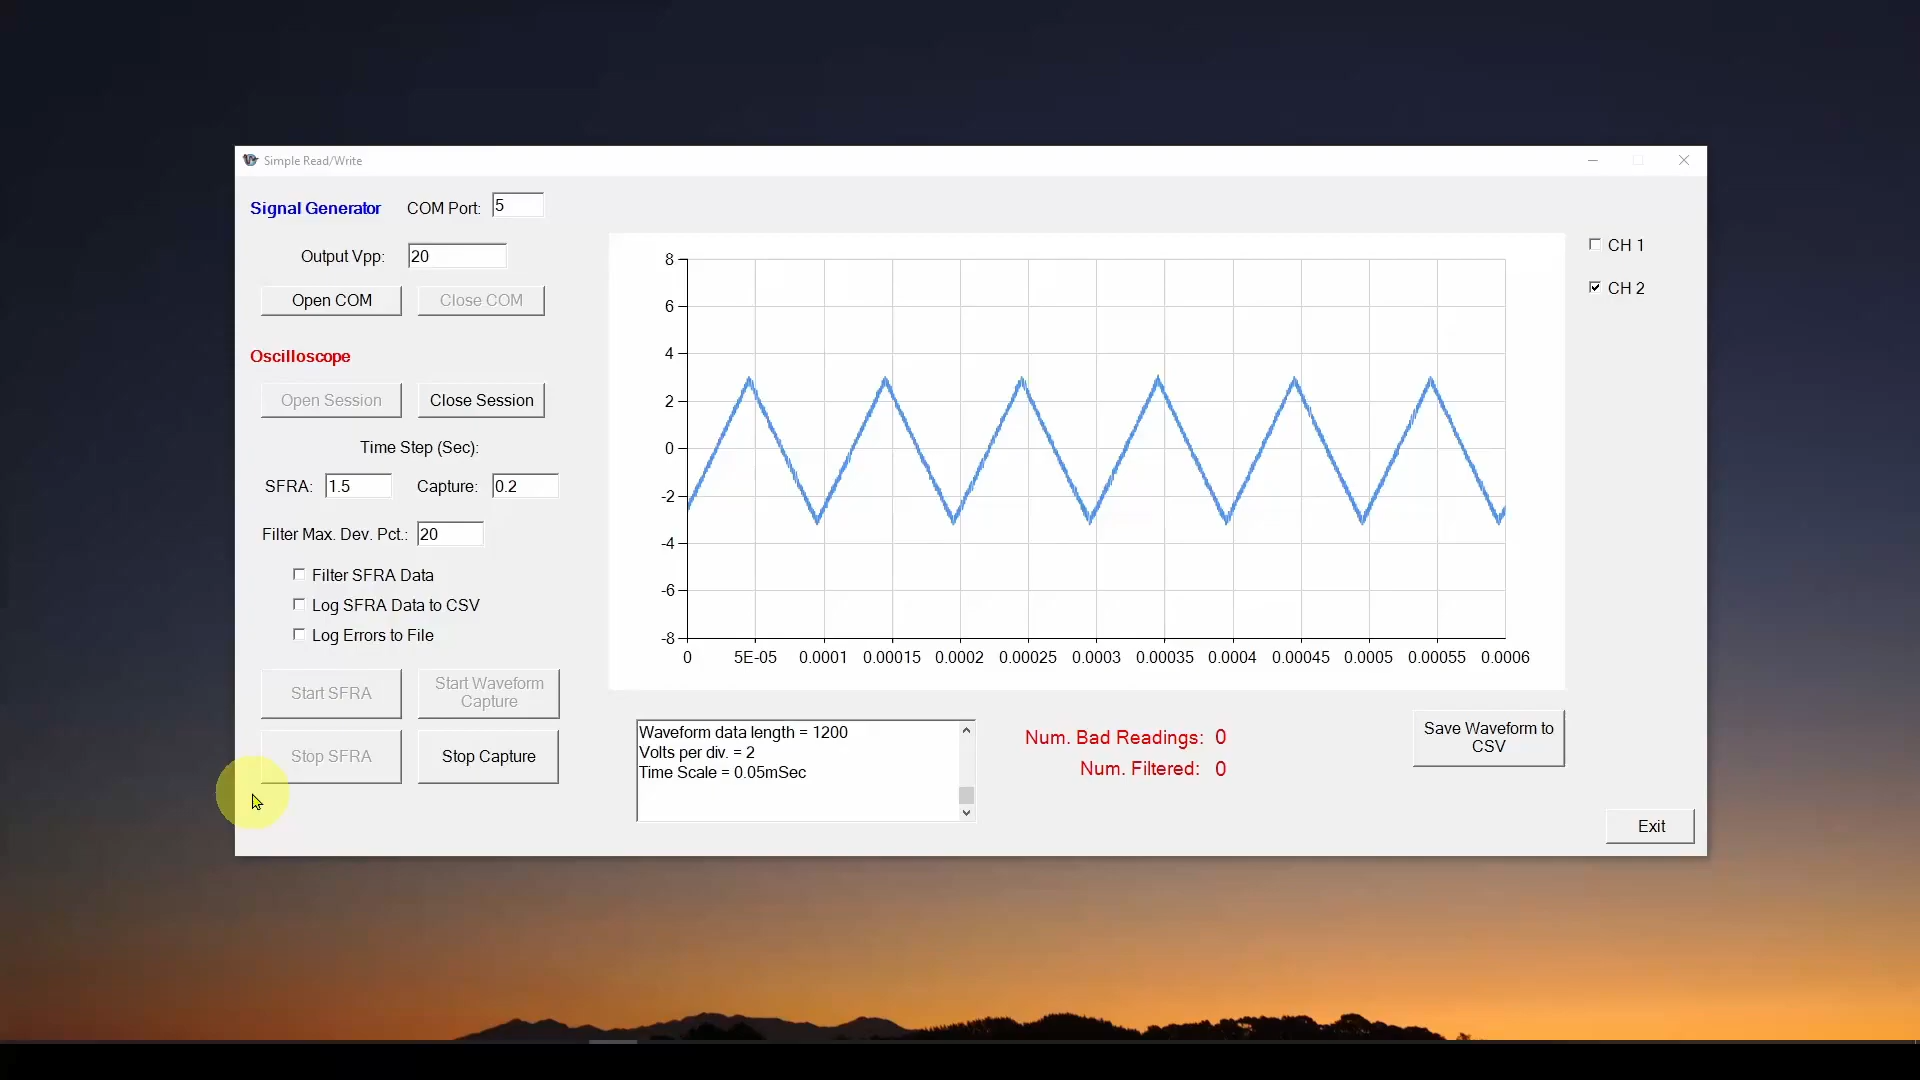 Simple Read/Write
Signal Generator COM Port: 5
Output Vpp: 20
Open COM Close COM
Oscilloscope
Open Session Close Session
Time Step (Sec):
SFRA: 1.5 Capture: 0.2
Filter Max. Dev. Pct.: 20
Filter SFRA Data
Log SFRA Data to CSV
Log Errors to File
Start SFRA
Start Waveform
Capture
Stop SFRA
Stop Capture
8
6
4
2
0
-2
-4
-6
-8
0 5E-05 0.0001 0.00015 0.0002 0.00025 0.0003 0.00035 0.0004 0.00045 0.0005 0.00055 0.0006
CH 1
CH 2
Waveform data length = 1200
Volts per div. = 2
Time Scale = 0.05mSec
Num. Bad Readings: 0
Num. Filtered: 0
Save Waveform to
CSV
Exit